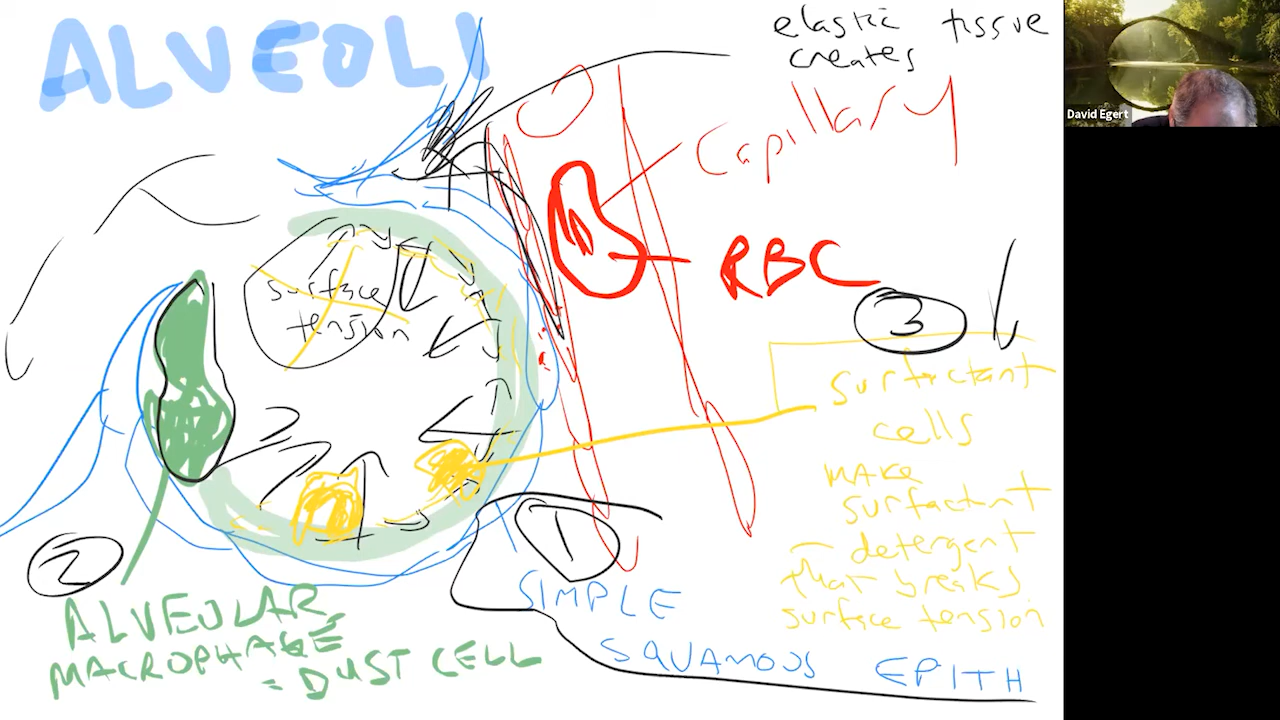 ALVEOLI
elastic tissue
creates
David Egert
Capillary
RBC
surface
tension
3
surfactant
cells
MAKE
surfactant
- detergent
that breaks
surface tension
1
SIMPLE
SQUAMOUS EPITH
2
ALVEOLAR
MACROPHAGE
= DUST CELL